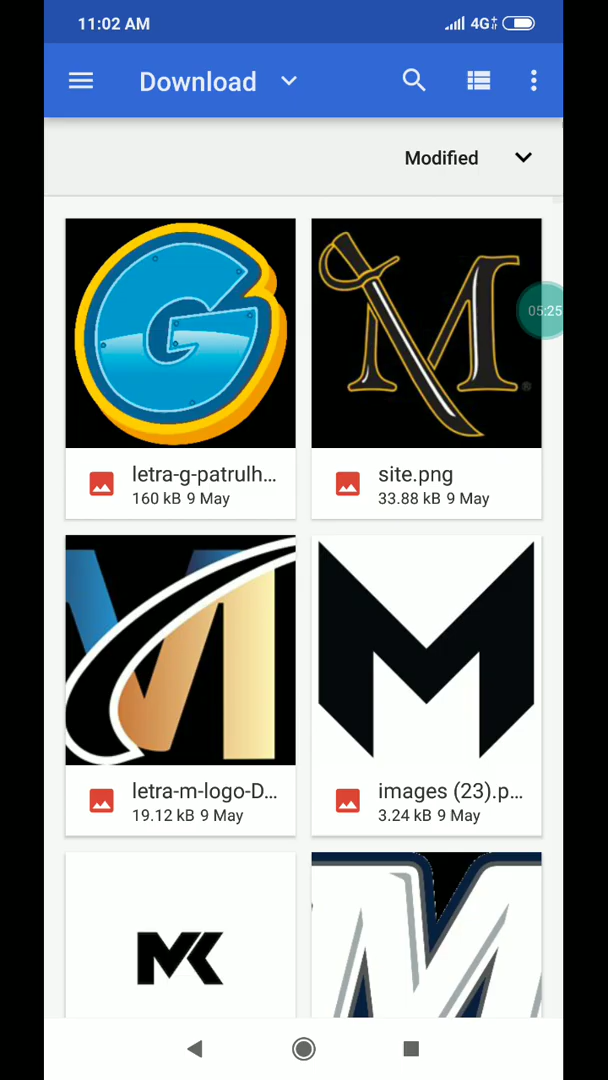 11:02 AM
4G
Download
Modified
G
M
05:25
letra-g-patrulh...
160 kB 9 May
site.png
33.88 kB 9 May
M
M
letra-m-logo-D...
19.12 kB 9 May
images (23).p...
3.24 kB 9 May
MK
M